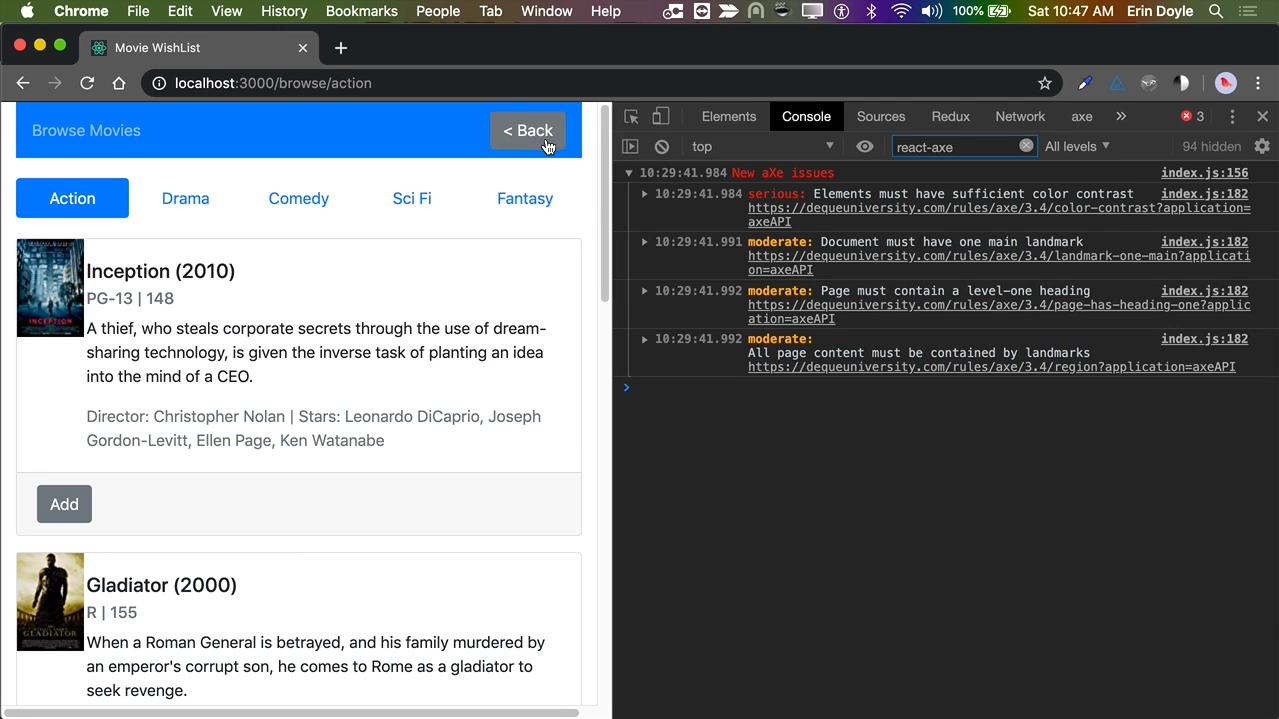 Chrome File Edit View History Bookmarks People Tab Window Help 100% Sat 10:47 AM Erin Doyle
Movie WishList
localhost:3000/browse/action
Browse Movies
< Back
Action Drama Comedy Sci Fi Fantasy
Inception (2010)
PG-13 | 148
A thief, who steals corporate secrets through the use of dream-
sharing technology, is given the inverse task of planting an idea
into the mind of a CEO.
Director: Christopher Nolan | Stars: Leonardo DiCaprio, Joseph
Gordon-Levitt, Ellen Page, Ken Watanabe
Add
Gladiator (2000)
R | 155
When a Roman General is betrayed, and his family murdered by
an emperor's corrupt son, he comes to Rome as a gladiator to
seek revenge.
INCEPTION
GLADIATOR
Elements Console Sources Redux Network axe » 3
top react-axe All levels 94 hidden
10:29:41.984 New aXe issues index.js:156
10:29:41.984 serious: Elements must have sufficient color contrast index.js:182
https://dequeuniversity.com/rules/axe/3.4/color-contrast?application=
axeAPI
10:29:41.991 moderate: Document must have one main landmark index.js:182
https://dequeuniversity.com/rules/axe/3.4/landmark-one-main?applicati
on=axeAPI
10:29:41.992 moderate: Page must contain a level-one heading index.js:182
https://dequeuniversity.com/rules/axe/3.4/page-has-heading-one?applic
ation=axeAPI
10:29:41.992 moderate: index.js:182
All page content must be contained by landmarks
https://dequeuniversity.com/rules/axe/3.4/region?application=axeAPI